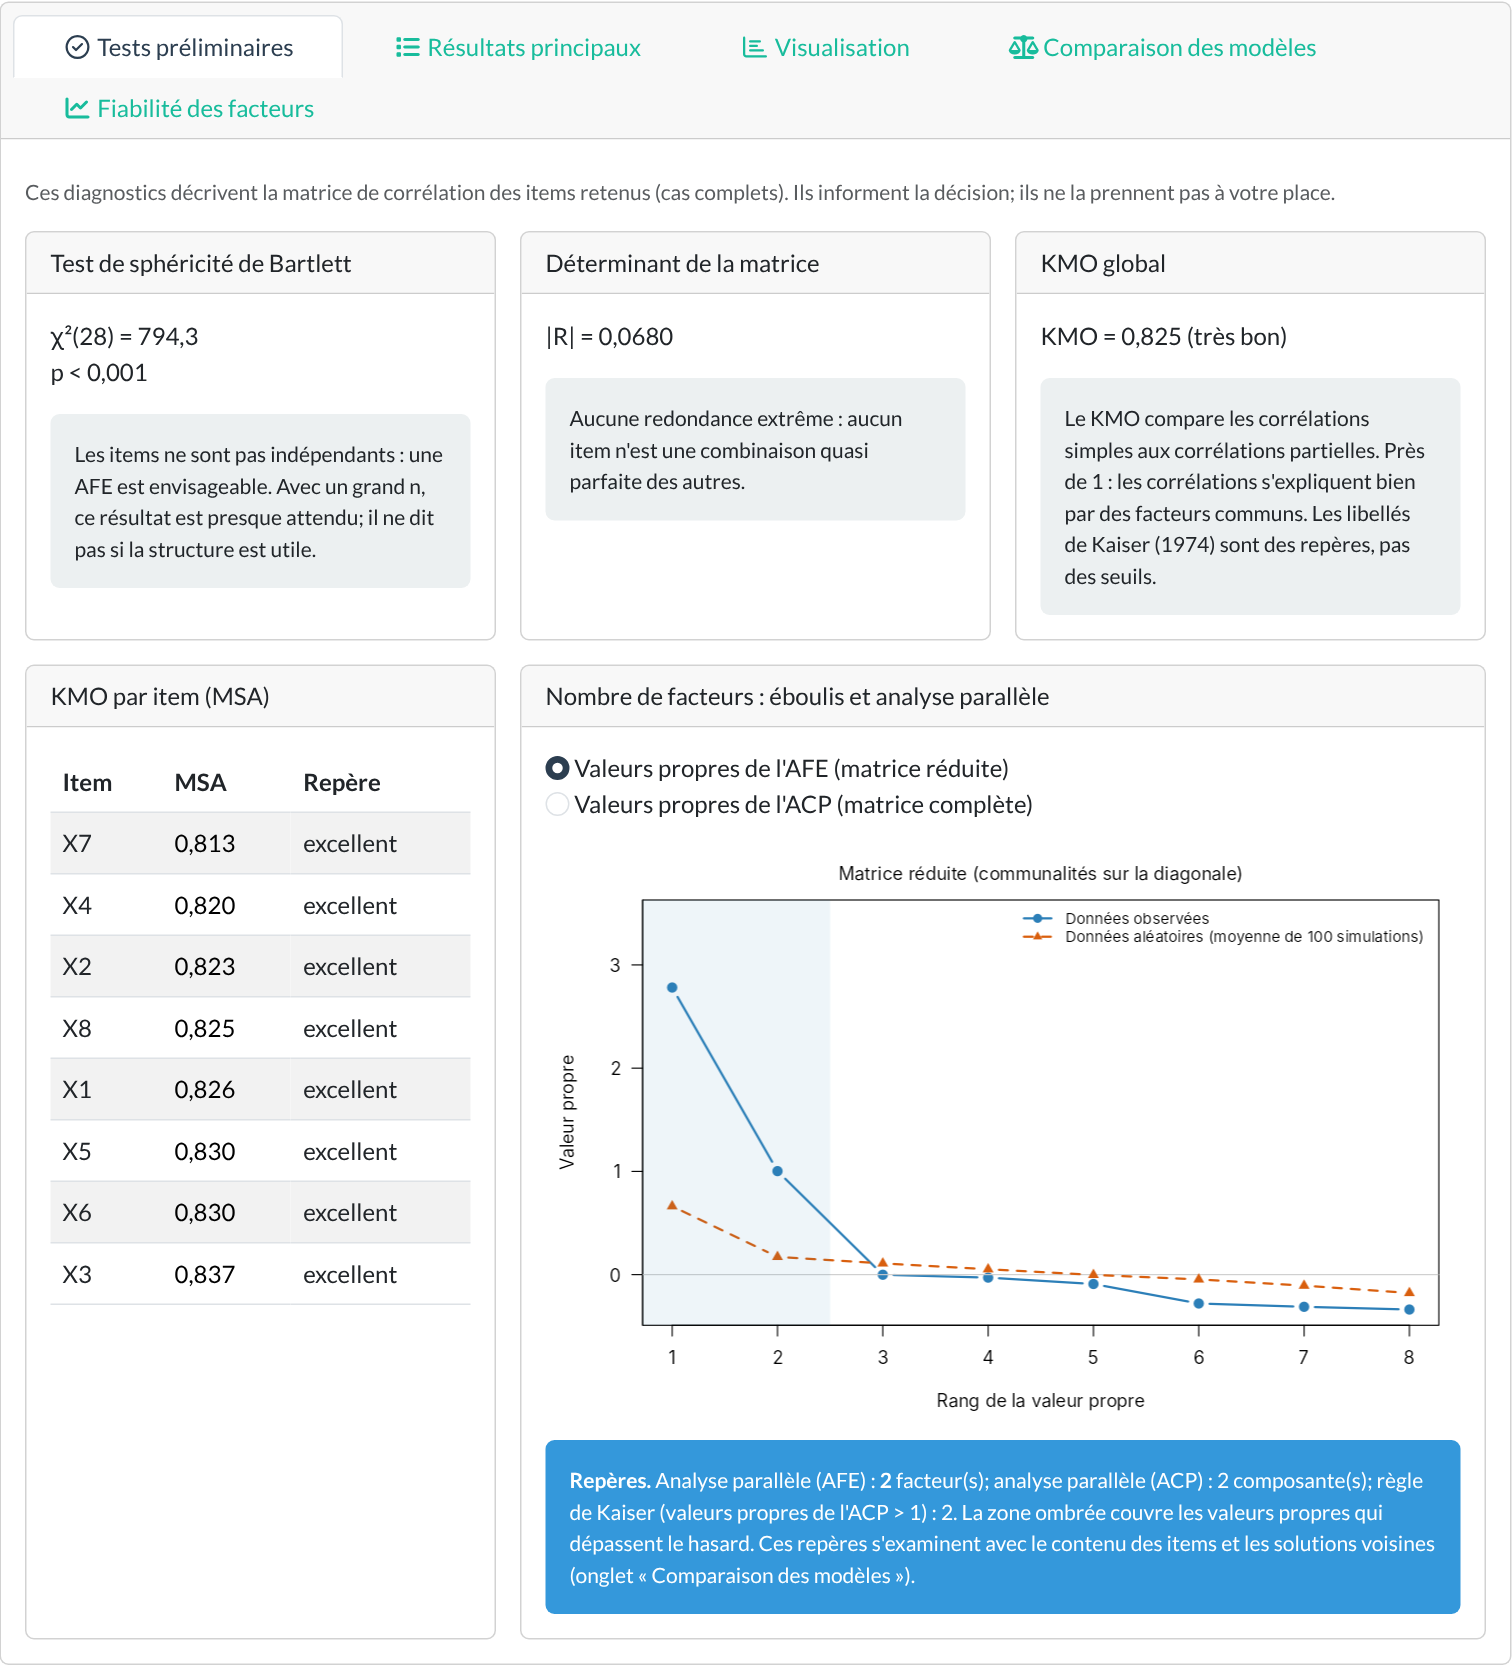 Tests préliminaires
Résultats principaux
Visualisation
Comparaison des modèles
Fiabilité des facteurs
Ces diagnostics décrivent la matrice de corrélation des items retenus (cas complets). Ils informent la décision; ils ne la prennent pas à votre place.
Test de sphéricité de Bartlett
χ²(28) = 794,3
p < 0,001
Les items ne sont pas indépendants : une
AFE est envisageable. Avec un grand n,
ce résultat est presque attendu; il ne dit
pas si la structure est utile.
Déterminant de la matrice
|R| = 0,0680
Aucune redondance extrême : aucun
item n'est une combinaison quasi
parfaite des autres.
KMO global
KMO = 0,825 (très bon)
Le KMO compare les corrélations
simples aux corrélations partielles. Près
de 1 : les corrélations s'expliquent bien
par des facteurs communs. Les libellés
de Kaiser (1974) sont des repères, pas
des seuils.
KMO par item (MSA)
Item MSA Repère
X7 0,813 excellent
X4 0,820 excellent
X2 0,823 excellent
X8 0,825 excellent
X1 0,826 excellent
X5 0,830 excellent
X6 0,830 excellent
X3 0,837 excellent
Nombre de facteurs : éboulis et analyse parallèle
Valeurs propres de l'AFE (matrice réduite)
Valeurs propres de l'ACP (matrice complète)
Matrice réduite (communalités sur la diagonale)
Données observées
Données aléatoires (moyenne de 100 simulations)
Valeur propre
3
2
1
0
1 2 3 4 5 6 7 8
Rang de la valeur propre
Repères. Analyse parallèle (AFE) : 2 facteur(s); analyse parallèle (ACP) : 2 composante(s); règle
de Kaiser (valeurs propres de l'ACP > 1) : 2. La zone ombrée couvre les valeurs propres qui
dépassent le hasard. Ces repères s'examinent avec le contenu des items et les solutions voisines
(onglet « Comparaison des modèles »).